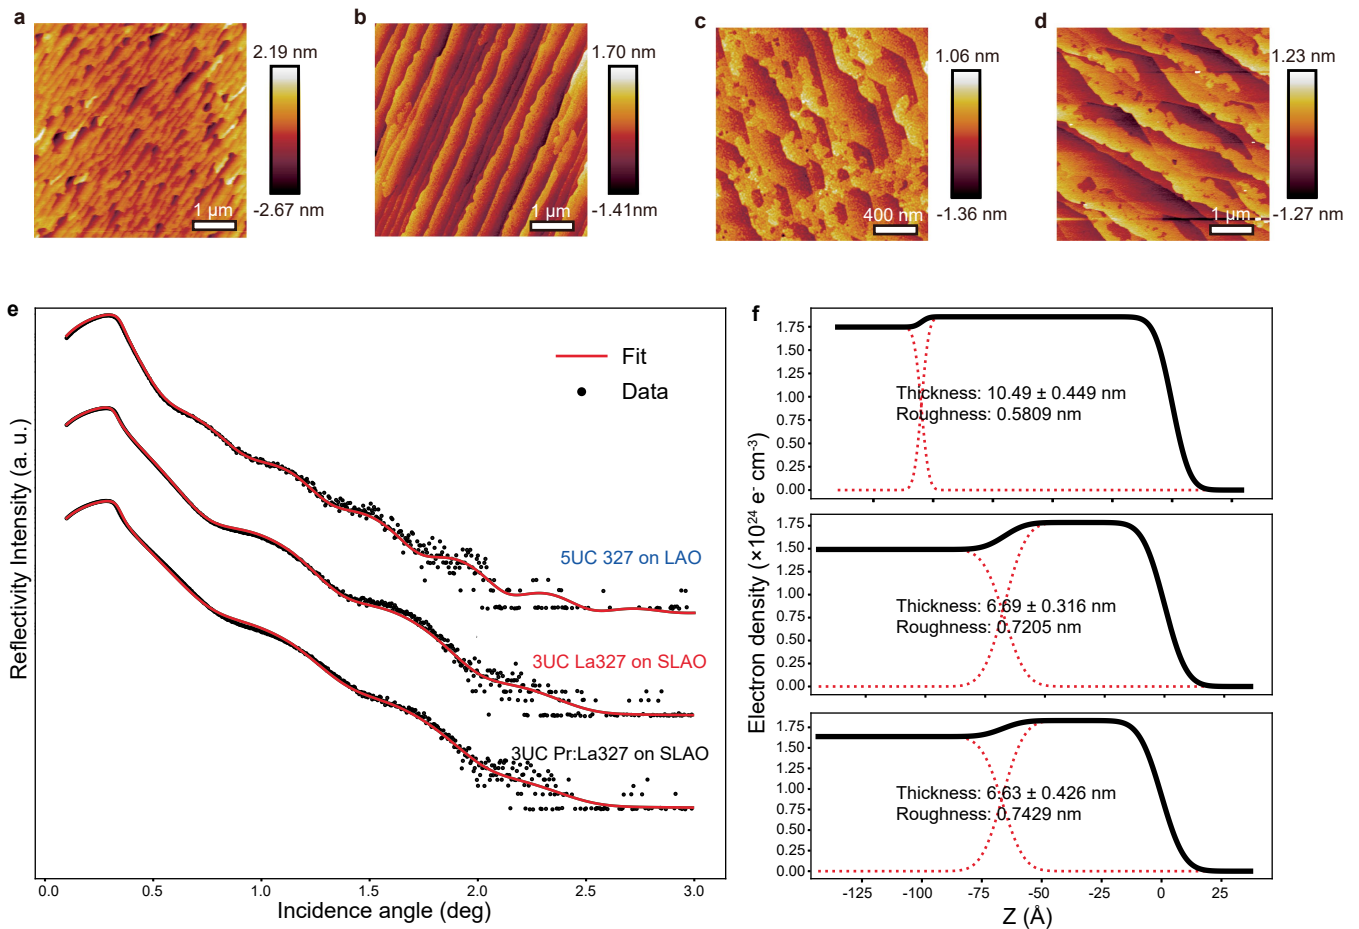 a
2.19 nm
-2.67 nm
1 μm
b
1.70 nm
-1.41nm
1 μm
c
1.06 nm
-1.36 nm
400 nm
d
1.23 nm
-1.27 nm
1 μm
e
Reflectivity Intensity (a. u.)
Fit
Data
5UC 327 on LAO
3UC La327 on SLAO
3UC Pr:La327 on SLAO
0.0 0.5 1.0 1.5 2.0 2.5 3.0
Incidence angle (deg)
f
Electron density (×10²⁴ e⁻ cm⁻³)
1.75
1.50
1.25
1.00
0.75
0.50
0.25
0.00
Thickness: 10.49 ± 0.449 nm
Roughness: 0.5809 nm
1.75
1.50
1.25
1.00
0.75
0.50
0.25
0.00
Thickness: 6.69 ± 0.316 nm
Roughness: 0.7205 nm
1.75
1.50
1.25
1.00
0.75
0.50
0.25
0.00
Thickness: 6.63 ± 0.426 nm
Roughness: 0.7429 nm
-125 -100 -75 -50 -25 0 25
Z (Å)